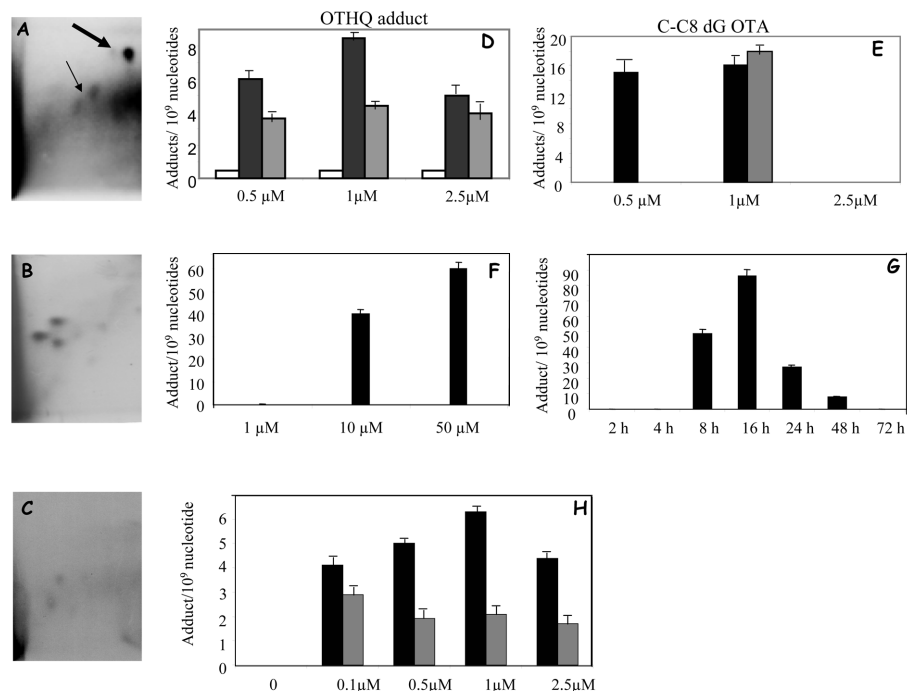 A
OTHQ adduct
D
Adducts/ 10⁹ nucleotides
8
6
4
2
0
0.5 µM
1µM
2.5µM
C-C8 dG OTA
E
Adducts/ 10⁹ nucleotides
20
16
12
8
4
0
0.5 µM
1µM
2.5µM
B
F
Adduct/10⁹ nucleotides
60
50
40
30
20
10
0
1 µM
10 µM
50 µM
G
Adduct/ 10⁹ nucleotides
90
80
70
60
50
40
30
20
10
0
2 h
4 h
8 h
16 h
24 h
48 h
72 h
C
H
Adduct/10⁹ nucleotide
6
5
4
3
2
1
0
0
0.1µM
0.5µM
1µM
2.5µM